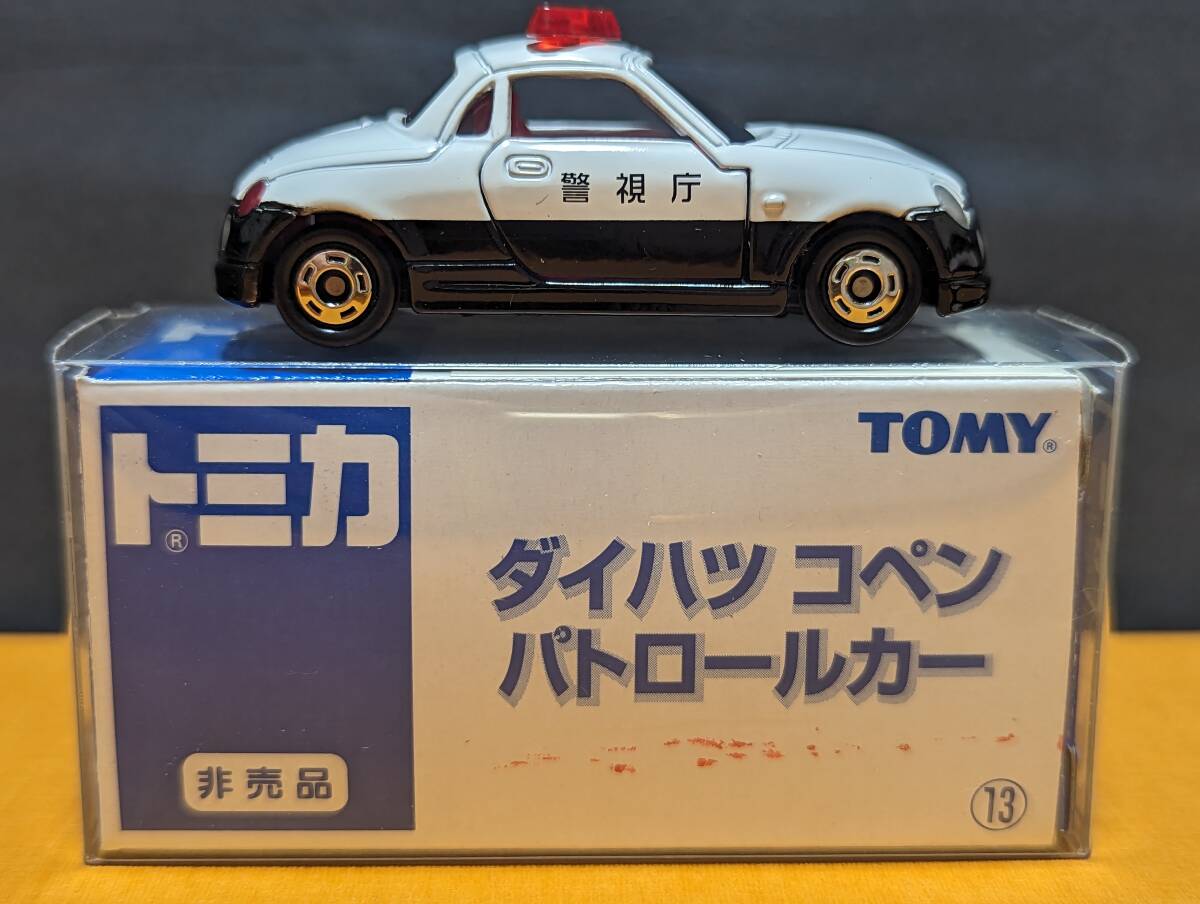 警視庁
トミカ®
TOMY®
ダイハツ コペン
パトロールカー
非売品
⑬